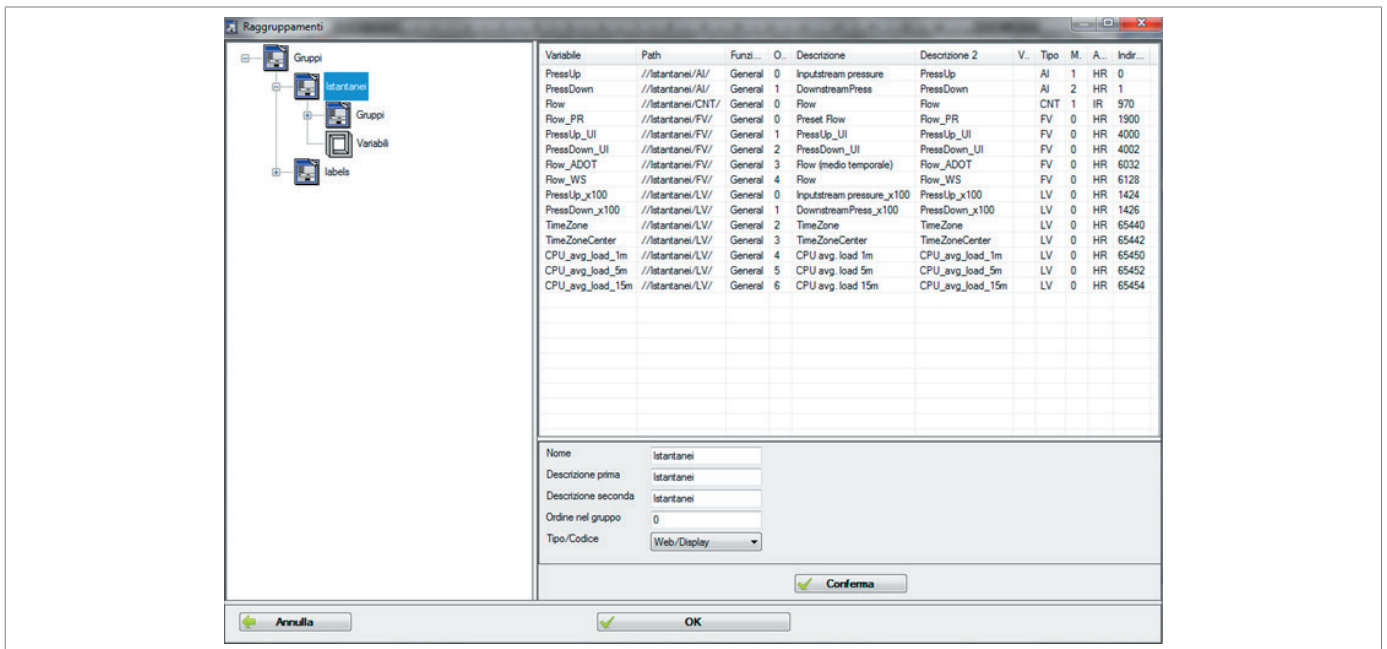 Raggruppamenti
Gruppi
Istantanei
Gruppi
Variabili
labels
Variabile Path Funzi... O... Descrizione Descrizione 2 V... Tipo M. A... Indir...
PressUp //Istantanei/AI/ General 0 Inputstream pressure PressUp AI 1 HR 0
PressDown //Istantanei/AI/ General 1 DownstreamPress PressDown AI 2 HR 1
Flow //Istantanei/CNT/ General 0 Flow Flow CNT 1 IR 970
Flow_PR //Istantanei/FV/ General 0 Preset Flow Flow_PR FV 0 HR 1900
PressUp_UI //Istantanei/FV/ General 1 PressUp_UI PressUp_UI FV 0 HR 4000
PressDown_UI //Istantanei/FV/ General 2 PressDown_UI PressDown_UI FV 0 HR 4002
Flow_ADOT //Istantanei/FV/ General 3 Flow (medio temporale) Flow_ADOT FV 0 HR 6032
Flow_WS //Istantanei/FV/ General 4 Flow Flow_WS FV 0 HR 6128
PressUp_x100 //Istantanei/LV/ General 0 Inputstream pressure_x100 PressUp_x100 LV 0 HR 1424
PressDown_x100 //Istantanei/LV/ General 1 DownstreamPress_x100 PressDown_x100 LV 0 HR 1426
TimeZone //Istantanei/LV/ General 2 TimeZone TimeZone LV 0 HR 65440
TimeZoneCenter //Istantanei/LV/ General 3 TimeZoneCenter TimeZoneCenter LV 0 HR 65442
CPU_avg_load_1m //Istantanei/LV/ General 4 CPU avg. load 1m CPU_avg_load_1m LV 0 HR 65450
CPU_avg_load_5m //Istantanei/LV/ General 5 CPU avg. load 5m CPU_avg_load_5m LV 0 HR 65452
CPU_avg_load_15m //Istantanei/LV/ General 6 CPU avg. load 15m CPU_avg_load_15m LV 0 HR 65454
Nome Istantanei
Descrizione prima Istantanei
Descrizione seconda Istantanei
Ordine nel gruppo 0
Tipo/Codice Web/Display
Conferma
Annulla OK